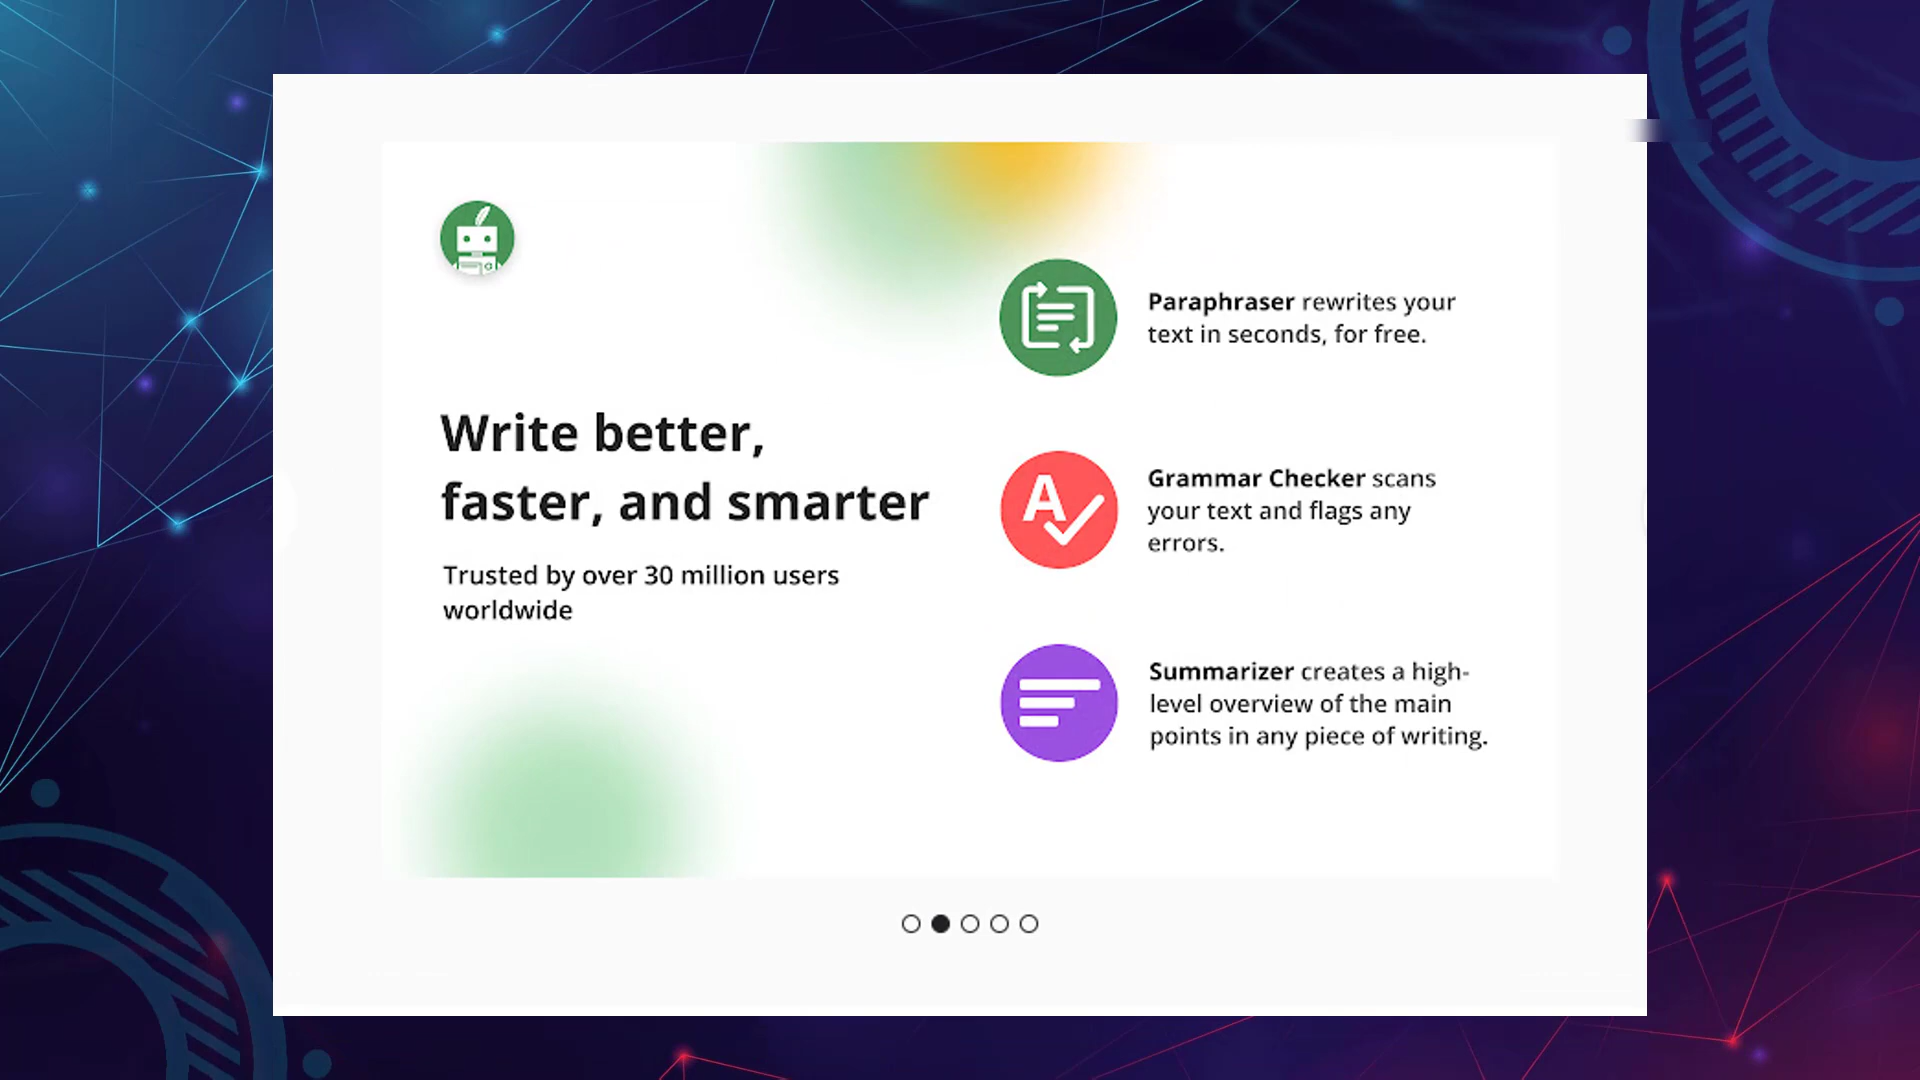 Write better,
faster, and smarter
Trusted by over 30 million users
worldwide
Paraphraser rewrites your
text in seconds, for free.
Grammar Checker scans
your text and flags any
errors.
Summarizer creates a high-
level overview of the main
points in any piece of writing.